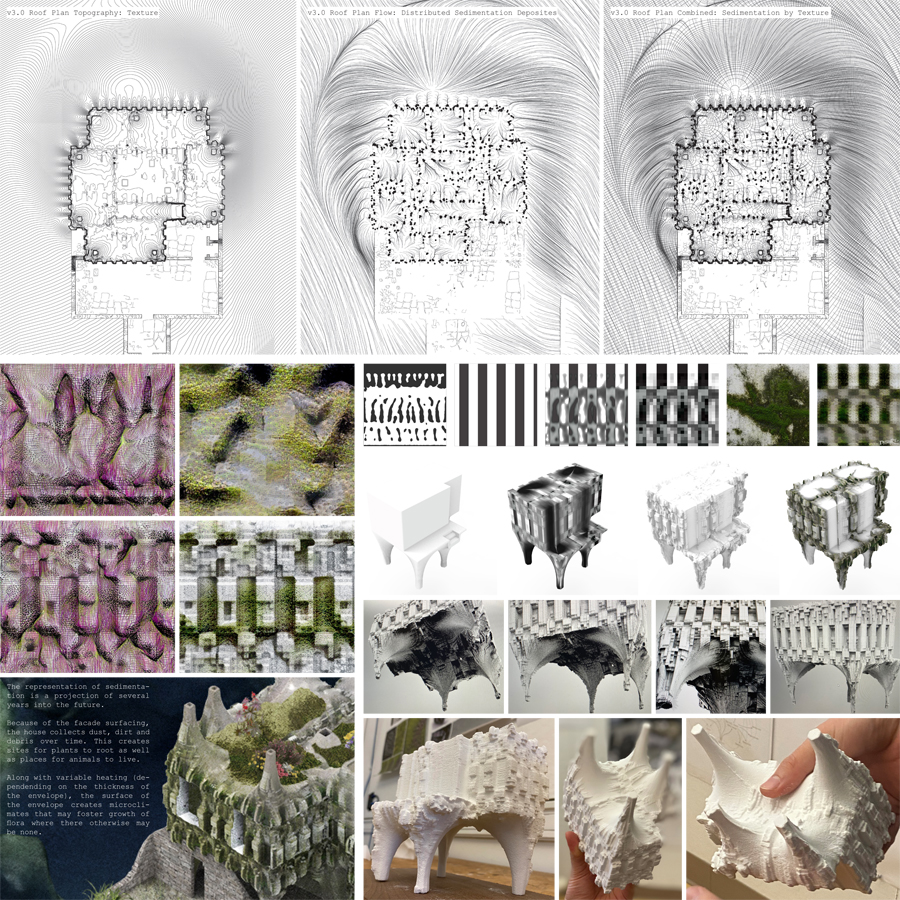 v3.0 Roof Plan Topography: Texture
v3.0 Roof Plan Flow: Distributed Sedimentation Deposites
v3.0 Roof Plan Combined: Sedimentation by Texture
The representation of sedimenta-
tion is a projection of several
years into the future.
Because of the facade surfacing,
the house collects dust, dirt and
debris over time. This creates
sites for plants to root as well
as places for animals to live.
Along with variable heating (de-
pendending on the thickness of
the envelope), the surface of
the envelope creates microcli-
mates that may foster growth of
flora where there otherwise may
be none.